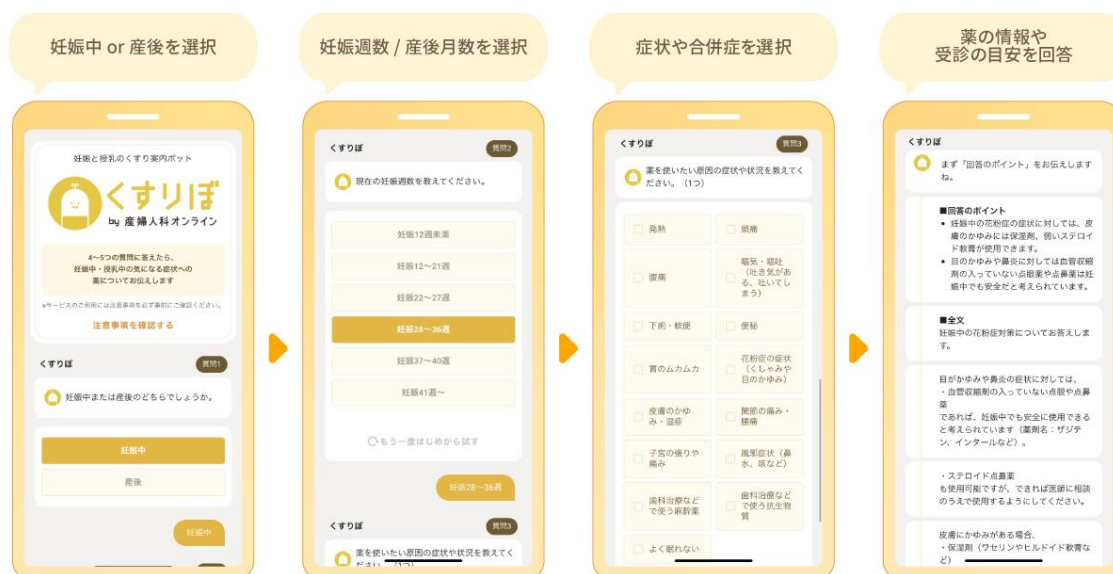 妊娠中 or 産後を選択
妊娠と授乳のくすり案内ボット
くすりぼ
by 産婦人科オンライン
4〜5つの質問に答えたら、
妊娠中・授乳中の気になる症状への
薬についてお伝えします
※サービスのご利用には注意事項を必ず事前にご確認ください。
注意事項を確認する
くすりぼ
質問1
妊娠中または産後のどちらでしょうか。
妊娠中
産後
妊娠中
妊娠週数 / 産後月数を選択
くすりぼ
質問2
現在の妊娠週数を教えてください。
妊娠12週未満
妊娠12〜21週
妊娠22〜27週
妊娠28〜36週
妊娠37〜40週
妊娠41週〜
もう一度はじめから試す
妊娠28〜36週
くすりぼ
質問3
薬を使いたい原因の症状や状況を教えてく
ださい。（1つ）
症状や合併症を選択
くすりぼ
質問3
薬を使いたい原因の症状や状況を教えてく
ださい。（1つ）
発熱
頭痛
腹痛
嘔気・嘔吐
（吐き気があ
る、吐いてし
まう）
下痢・軟便
便秘
胃のムカムカ
花粉症の症状
（くしゃみや
目のかゆみ）
皮膚のかゆ
み・湿疹
関節の痛み・
腰痛
子宮の張りや
痛み
風邪症状（鼻
水、咳など）
歯科治療など
で使う麻酔薬
歯科治療など
で使う抗生物
質
よく眠れない
薬の情報や
受診の目安を回答
くすりぼ
まず「回答のポイント」をお伝えします
ね。
■回答のポイント
• 妊娠中の花粉症の症状に対しては、皮
膚のかゆみには保湿剤、弱いステロイ
ド軟膏が使用できます。
• 目のかゆみや鼻炎に対しては血管収縮
剤の入っていない点眼薬や点鼻薬は妊
娠中でも安全だと考えられています。
■全文
妊娠中の花粉症対策についてお答えしま
す。
目がかゆみや鼻炎の症状に対しては、
・血管収縮剤の入っていない点眼や点鼻
薬
であれば、妊娠中でも安全に使用できる
と考えられています（薬剤名：ザジテ
ン、インタールなど）。
・ステロイド点鼻薬
も使用可能ですが、できれば医師に相談
のうえで使用するようにしてください。
皮膚にかゆみがある場合、
・保湿剤（ワセリンやヒルドイド軟膏な
ど）